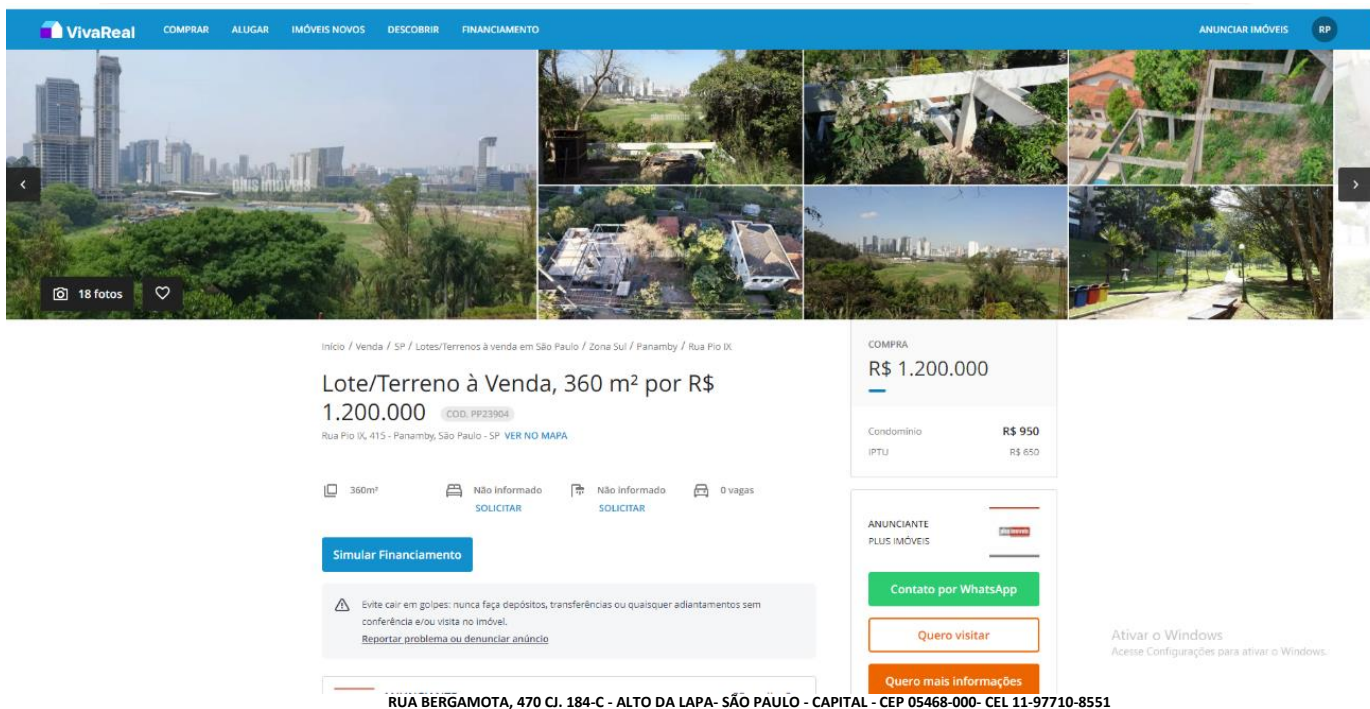 VivaReal COMPRAR ALUGAR IMÓVEIS NOVOS DESCOBRIR FINANCIAMENTO ANUNCIAR IMÓVEIS RP
plus imóveis
18 fotos
Início / Venda / SP / Lotes/Terrenos à venda em São Paulo / Zona Sul / Panamby / Rua Pio IX
Lote/Terreno à Venda, 360 m² por R$
1.200.000 COD. PP23904
Rua Pio IX, 415 - Panamby, São Paulo - SP VER NO MAPA
360m² Não informado Não informado 0 vagas
SOLICITAR SOLICITAR
Simular Financiamento
Evite cair em golpes: nunca faça depósitos, transferências ou quaisquer adiantamentos sem
conferência e/ou visita no imóvel.
Reportar problema ou denunciar anúncio
COMPRA
R$ 1.200.000
Condomínio R$ 950
IPTU R$ 650
ANUNCIANTE
PLUS IMÓVEIS
Contato por WhatsApp
Quero visitar
Quero mais informações
Ativar o Windows
Acesse Configurações para ativar o Windows.
RUA BERGAMOTA, 470 CJ. 184-C - ALTO DA LAPA- SÃO PAULO - CAPITAL - CEP 05468-000- CEL 11-97710-8551